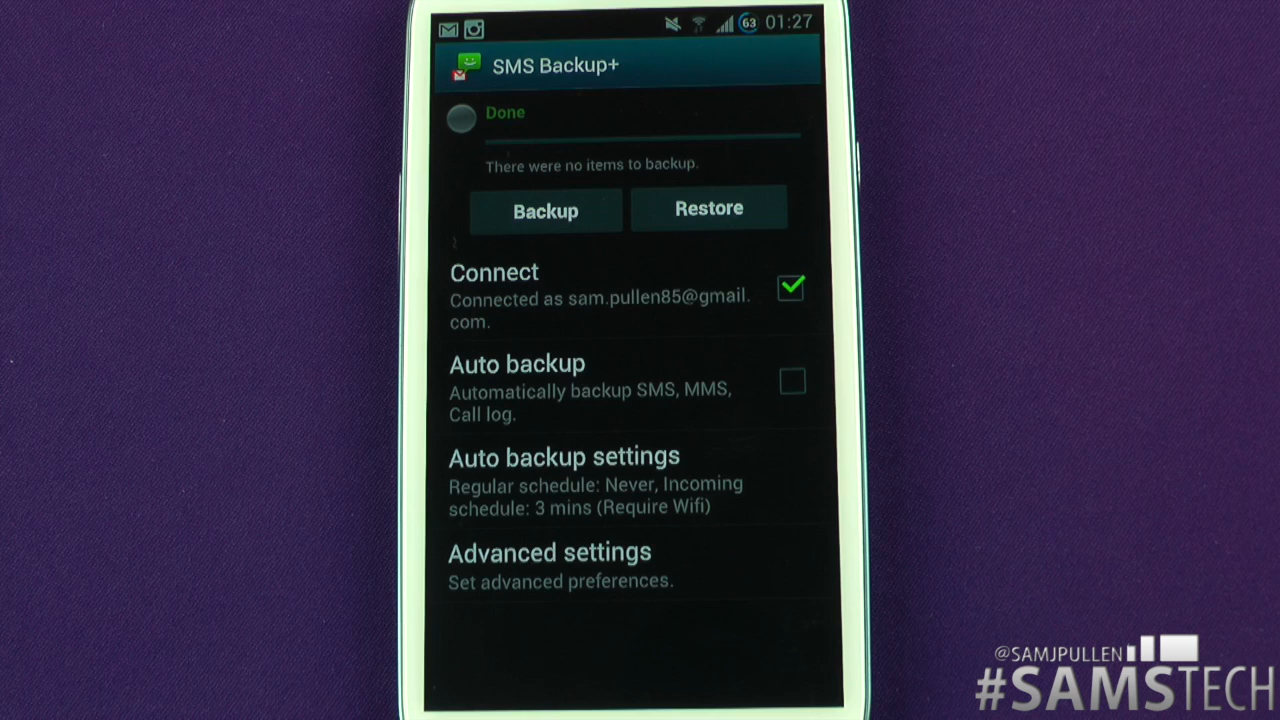 63 01:27
SMS Backup+
Done
There were no items to backup.
Backup Restore
Connect
Connected as sam.pullen85@gmail.
com.
Auto backup
Automatically backup SMS, MMS,
Call log.
Auto backup settings
Regular schedule: Never, Incoming
schedule: 3 mins (Require Wifi)
Advanced settings
Set advanced preferences.
@SAMJPULLEN
#SAMSTECH